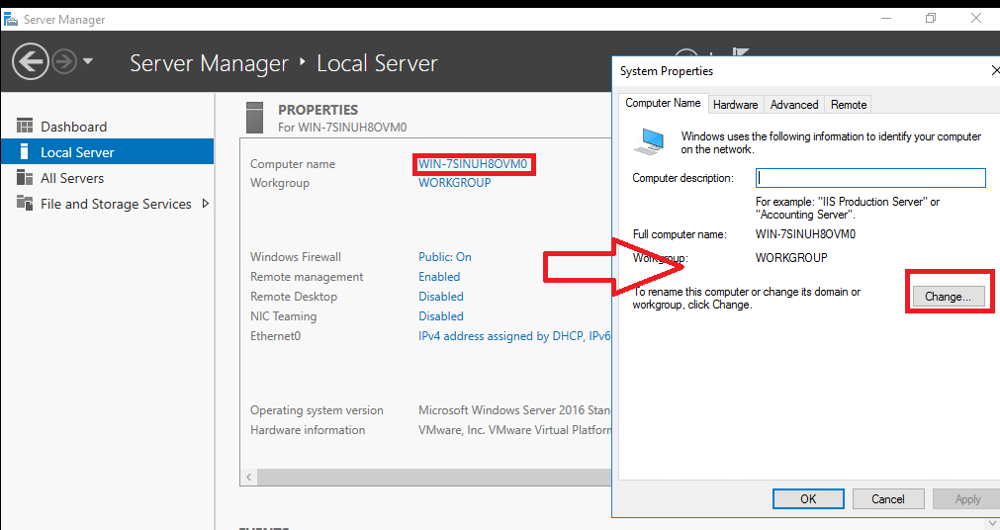 Server Manager
Server Manager Local Server
Dashboard
Local Server
All Servers
File and Storage Services
PROPERTIES
For WIN-7SINUH8OVM0
Computer name WIN-7SINUH8OVM0
Workgroup WORKGROUP
Windows Firewall Public: On
Remote management Enabled
Remote Desktop Disabled
NIC Teaming Disabled
Ethernet0 IPv4 address assigned by DHCP, IPv6
Operating system version Microsoft Windows Server 2016 Stan
Hardware information VMware, Inc. VMware Virtual Platform
EVENTS
System Properties
Computer Name Hardware Advanced Remote
Windows uses the following information to identify your computer
on the network.
Computer description:
For example: "IIS Production Server" or
"Accounting Server".
Full computer name: WIN-7SINUH8OVM0
Workgroup: WORKGROUP
To rename this computer or change its domain or
workgroup, click Change.
Change...
OK Cancel Apply